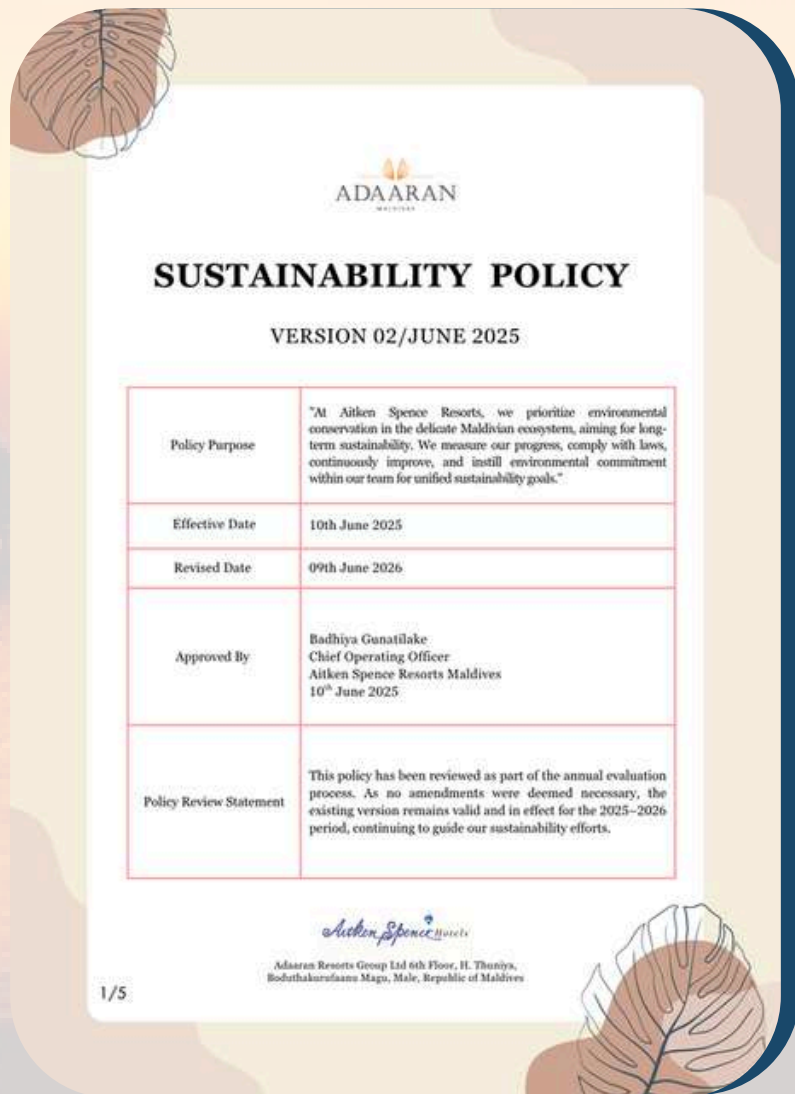 ADAARAN
MALDIVES
SUSTAINABILITY POLICY
VERSION 02/JUNE 2025
Policy Purpose
"At Aitken Spence Resorts, we prioritize environmental
conservation in the delicate Maldivian ecosystem, aiming for long-
term sustainability. We measure our progress, comply with laws,
continuously improve, and instill environmental commitment
within our team for unified sustainability goals."
Effective Date
10th June 2025
Revised Date
09th June 2026
Approved By
Badhiya Gunatilake
Chief Operating Officer
Aitken Spence Resorts Maldives
10th June 2025
Policy Review Statement
This policy has been reviewed as part of the annual evaluation
process. As no amendments were deemed necessary, the
existing version remains valid and in effect for the 2025–2026
period, continuing to guide our sustainability efforts.
Aitken Spence Hotels
Adaaran Resorts Group Ltd 6th Floor, H. Thuniya,
Boduthakurufaanu Magu, Male, Republic of Maldives
1/5